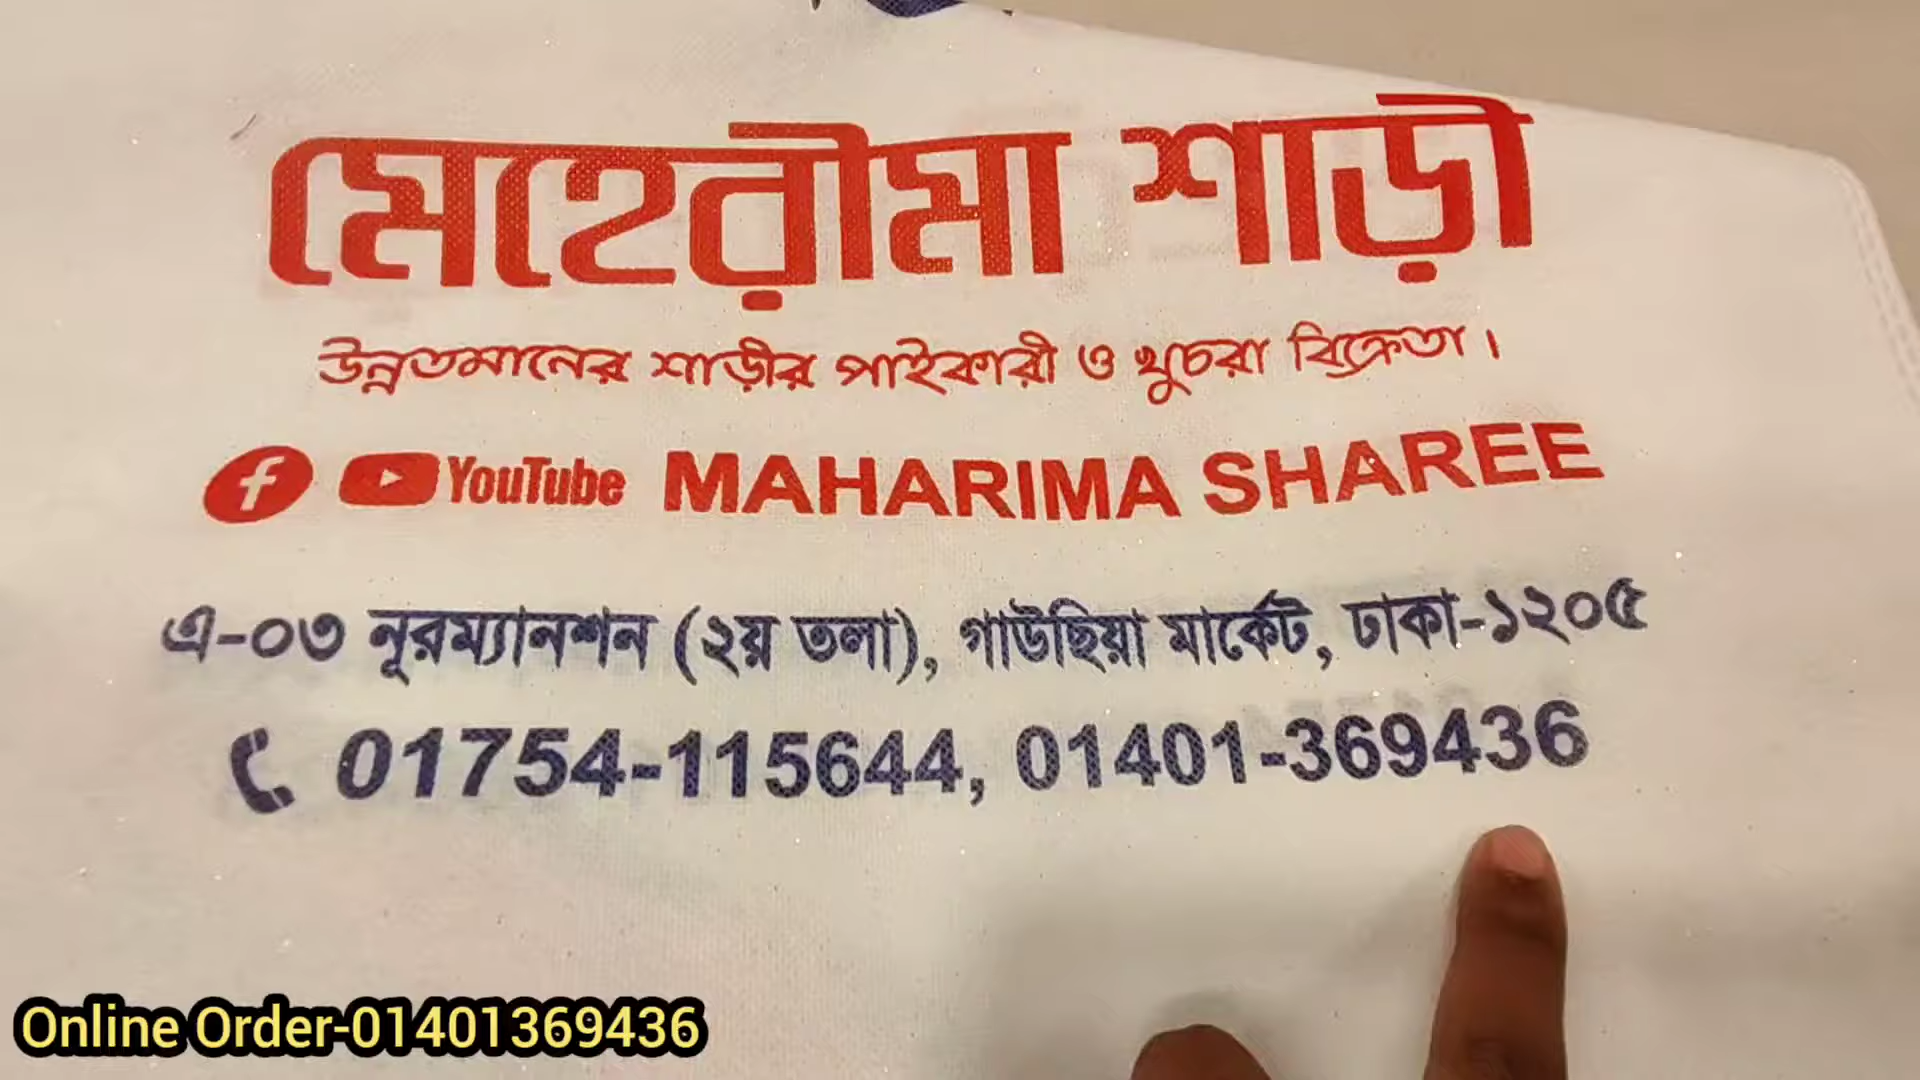 মেহেরীমা শাড়ী
উন্নতমানের শাড়ীর পাইকারী ও খুচরা বিক্রেতা।
f YouTube MAHARIMA SHAREE
এ-০৩ নূরম্যানশন (২য় তলা), গাউছিয়া মার্কেট, ঢাকা-১২০৫
01754-115644, 01401-369436
Online Order-01401369436